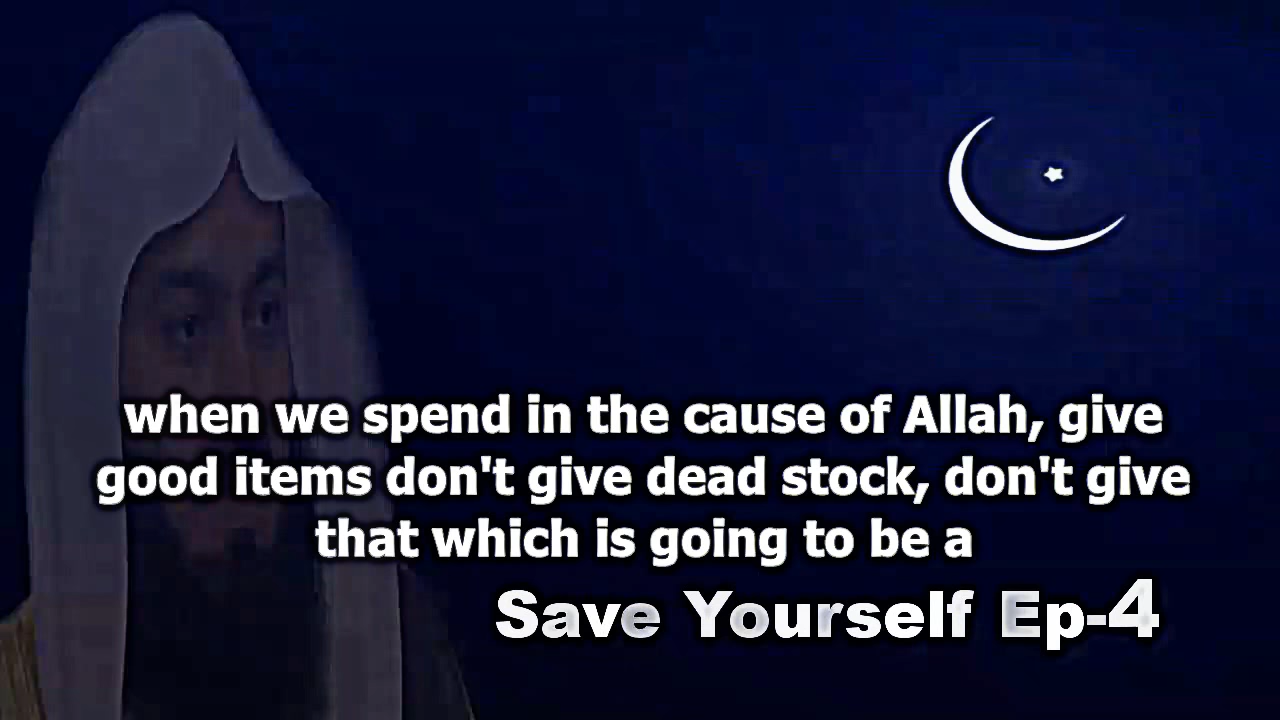 when we spend in the cause of Allah, give
good items don't give dead stock, don't give
that which is going to be a
Save Yourself Ep-4